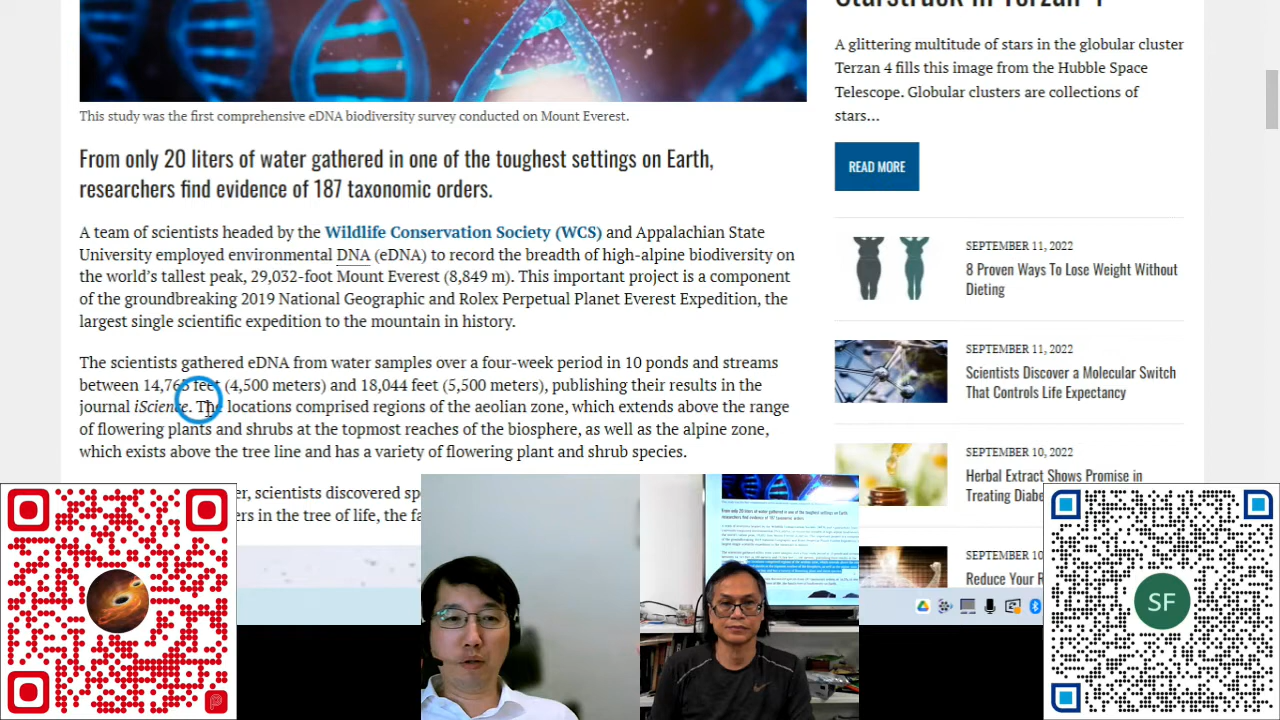 This study was the first comprehensive eDNA biodiversity survey conducted on Mount Everest.
From only 20 liters of water gathered in one of the toughest settings on Earth,
researchers find evidence of 187 taxonomic orders.
A team of scientists headed by the Wildlife Conservation Society (WCS) and Appalachian State
University employed environmental DNA (eDNA) to record the breadth of high-alpine biodiversity on
the world's tallest peak, 29,032-foot Mount Everest (8,849 m). This important project is a component
of the groundbreaking 2019 National Geographic and Rolex Perpetual Planet Everest Expedition, the
largest single scientific expedition to the mountain in history.
The scientists gathered eDNA from water samples over a four-week period in 10 ponds and streams
between 14,763 feet (4,500 meters) and 18,044 feet (5,500 meters), publishing their results in the
journal iScience. The locations comprised regions of the aeolian zone, which extends above the range
of flowering plants and shrubs at the topmost reaches of the biosphere, as well as the alpine zone,
which exists above the tree line and has a variety of flowering plant and shrub species.
scientists discovered
in the tree of life, the
A glittering multitude of stars in the globular cluster
Terzan 4 fills this image from the Hubble Space
Telescope. Globular clusters are collections of
stars...
READ MORE
SEPTEMBER 11, 2022
8 Proven Ways To Lose Weight Without
Dieting
SEPTEMBER 11, 2022
Scientists Discover a Molecular Switch
That Controls Life Expectancy
SEPTEMBER 10, 2022
Herbal Extract Shows Promise in
Treating
SEPTEMBER 10
Reduce Your
SF